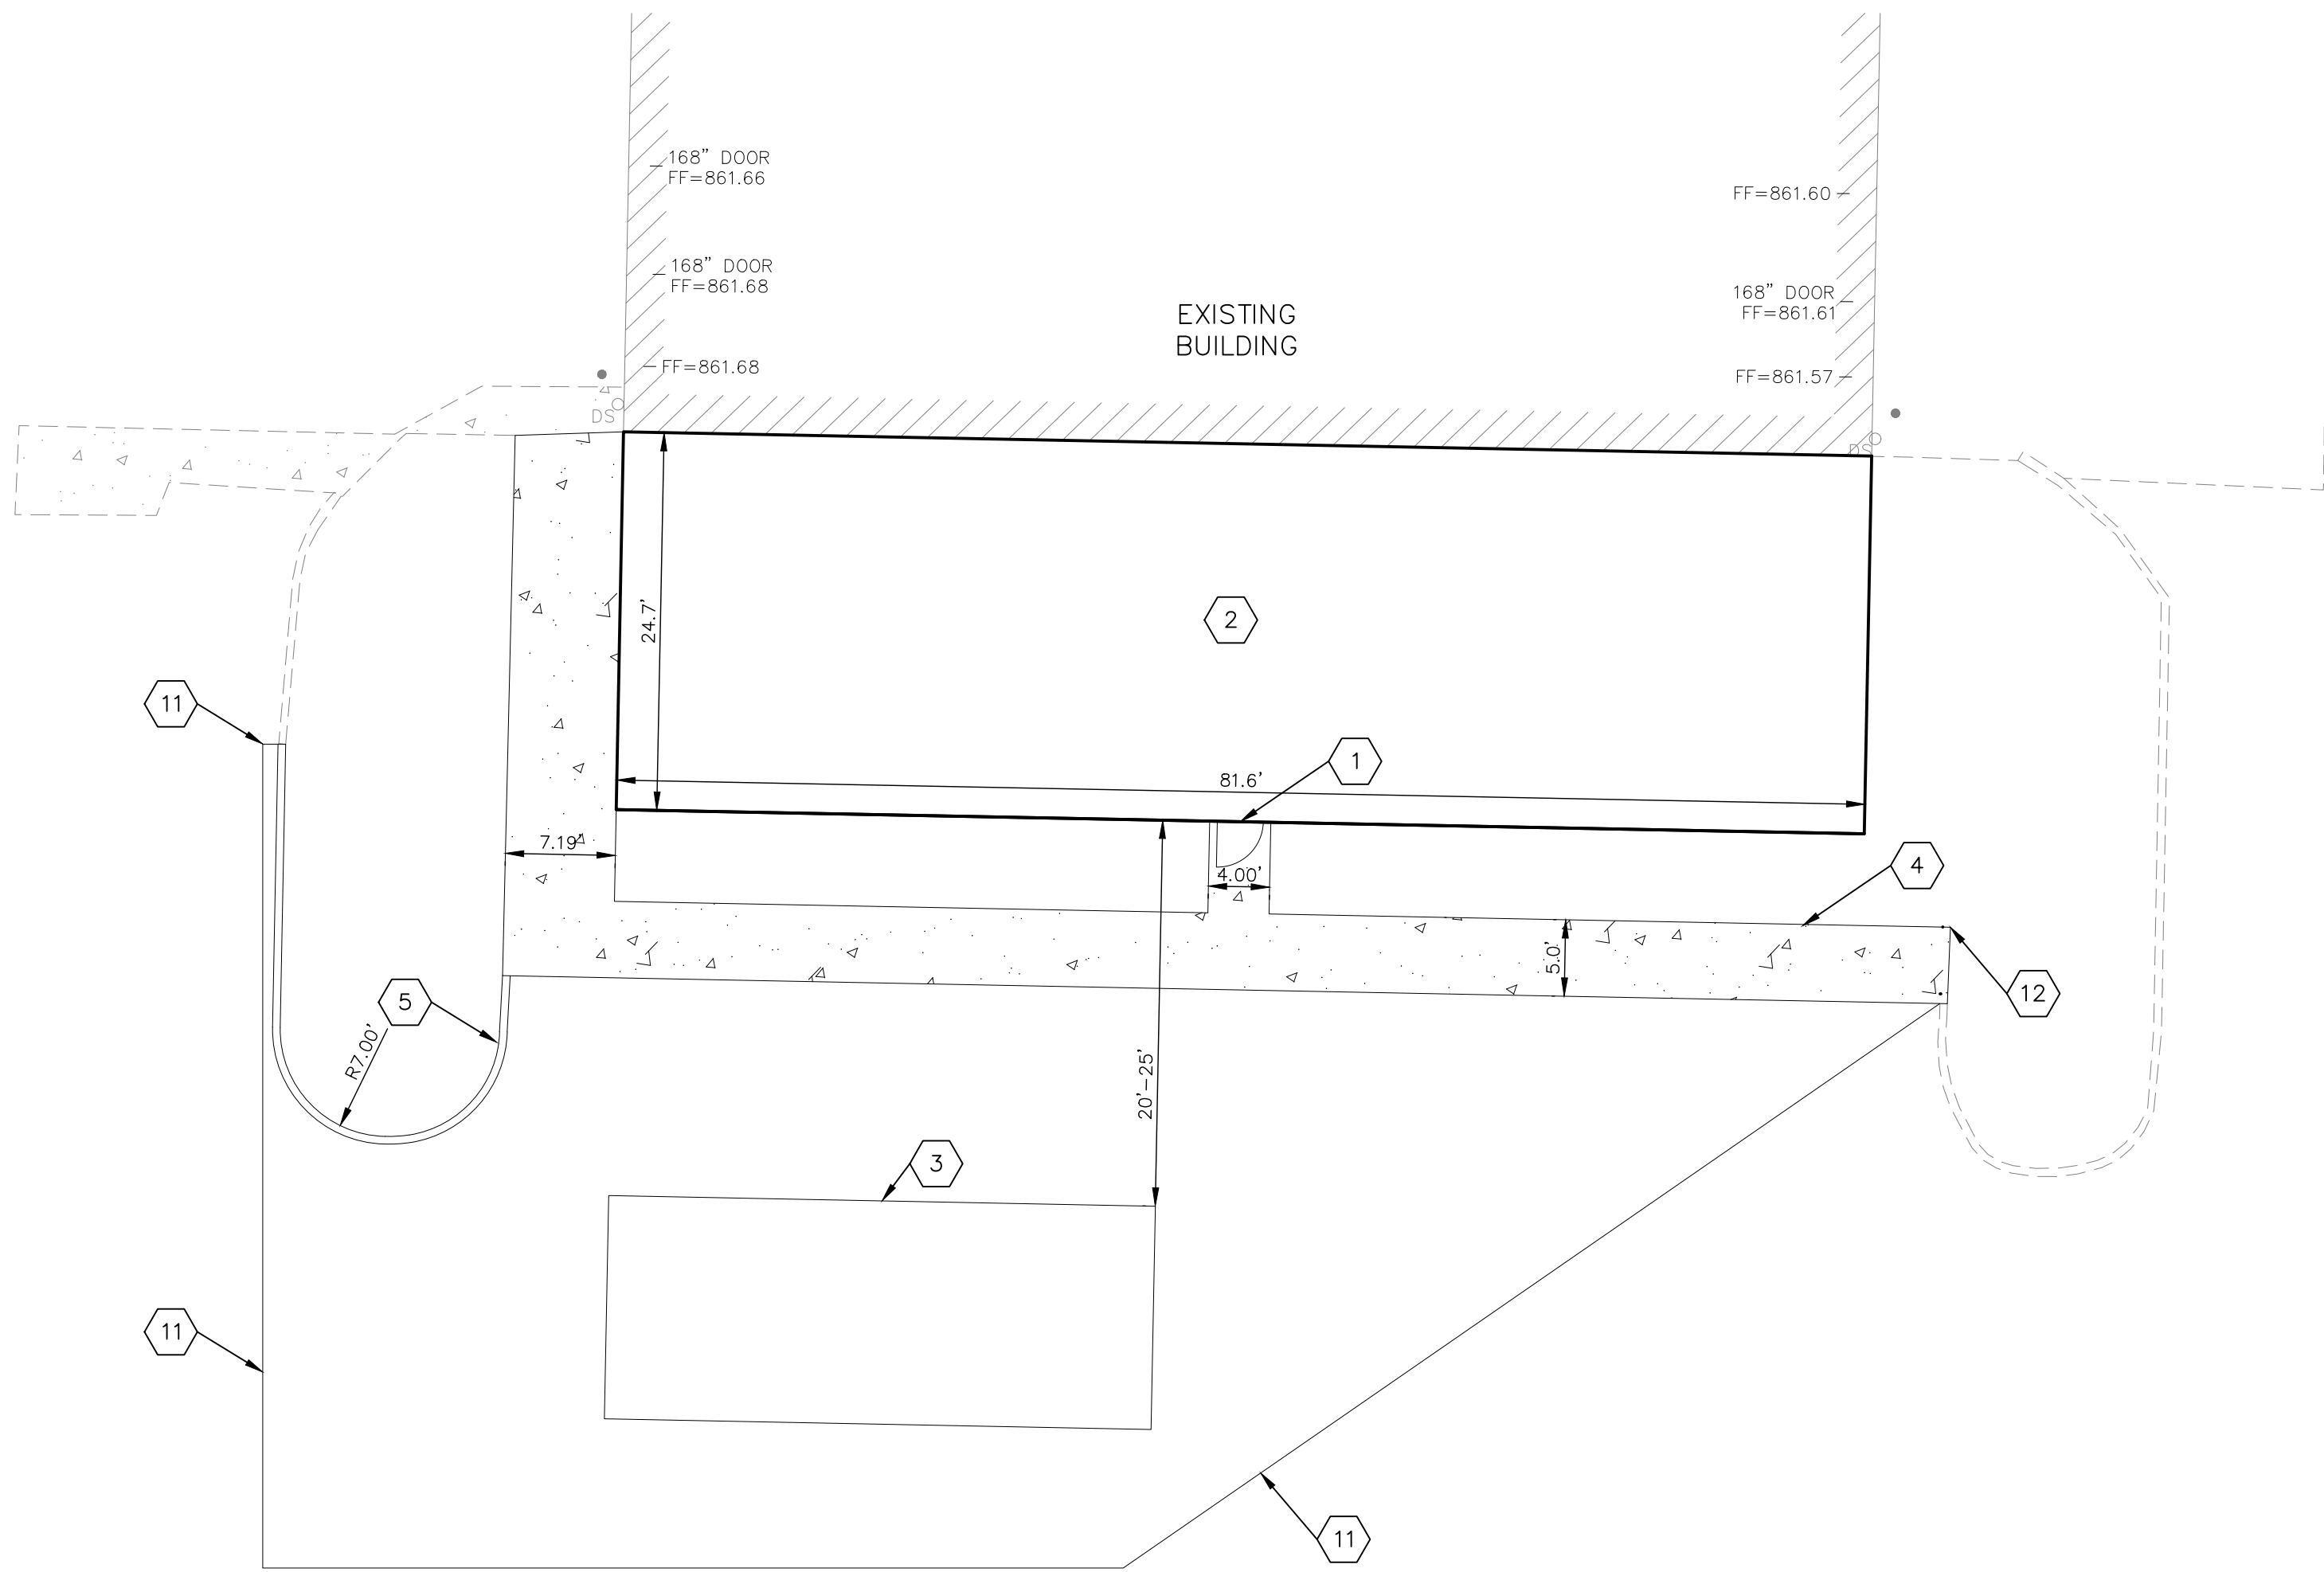 168" DOOR
FF=861.66
FF=861.60
168" DOOR
FF=861.68
168" DOOR
FF=861.61
EXISTING
BUILDING
FF=861.68
FF=861.57
DS
DS
2
24.7'
11
1
81.6'
7.19'
4.00'
4
5.0'
5
12
R7.00'
20'-25'
3
11
11